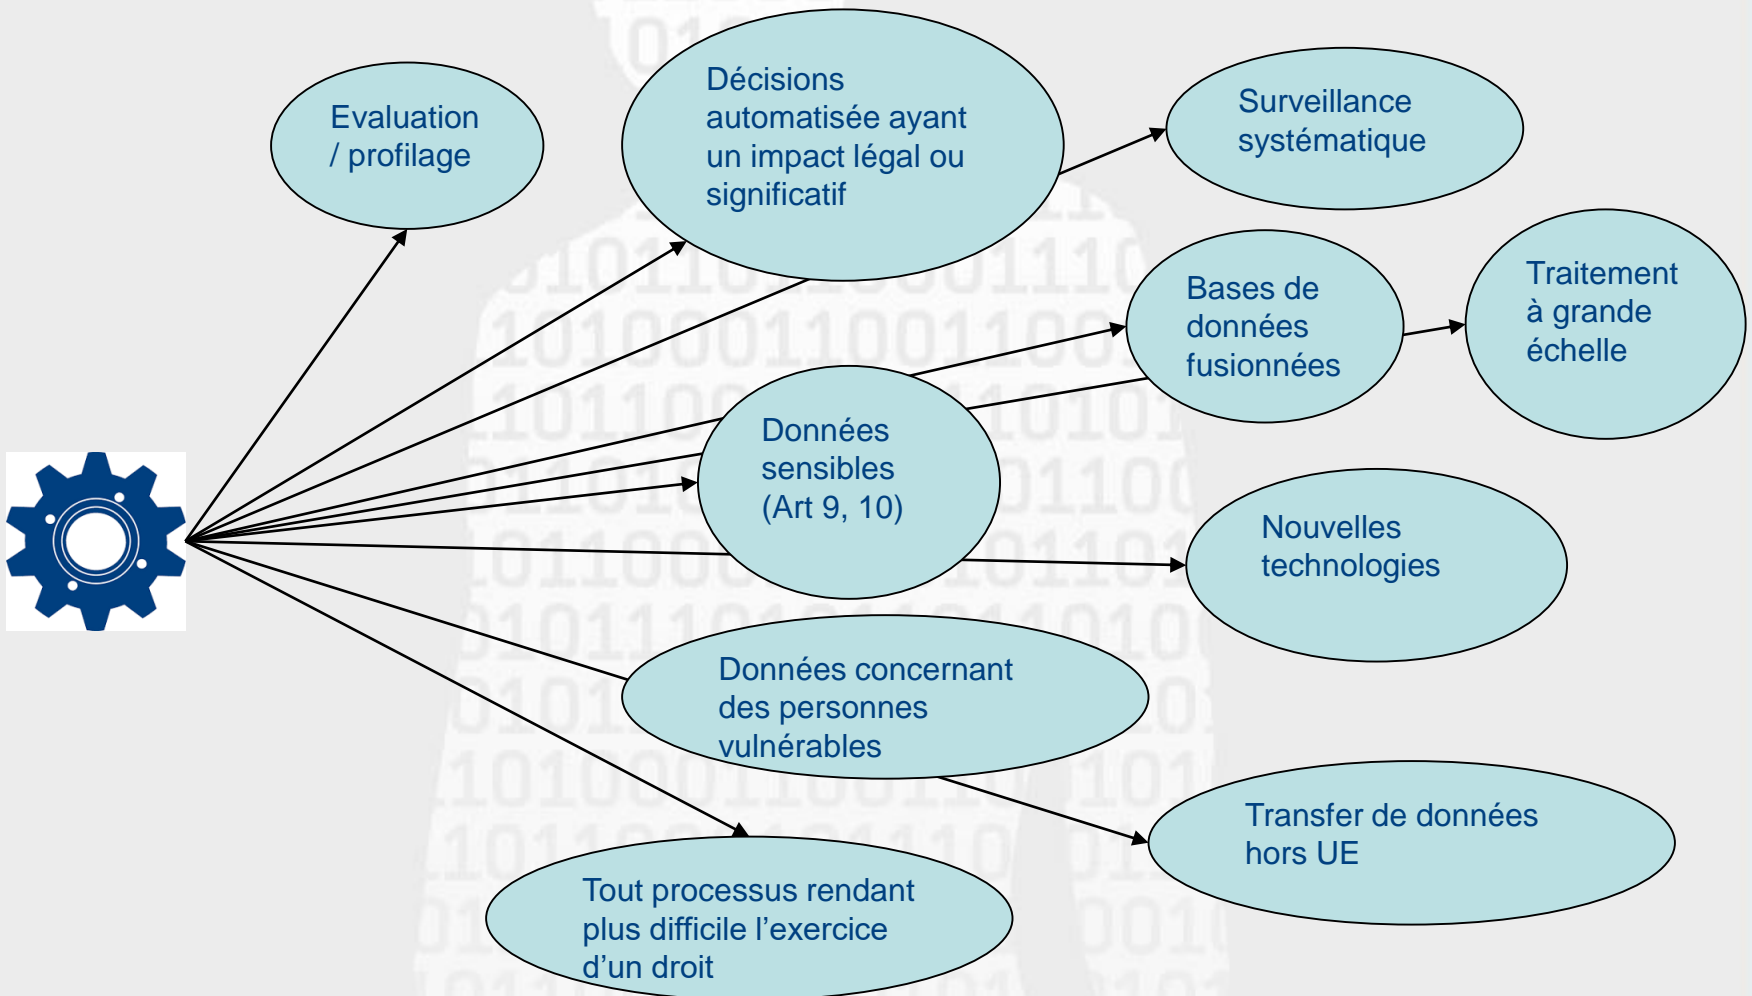 Evaluation
/ profilage
Décisions
automatisée ayant
un impact légal ou
significatif
Surveillance
systématique
Bases de
données
fusionnées
Traitement
à grande
échelle
Données
sensibles
(Art 9, 10)
Nouvelles
technologies
Données concernant
des personnes
vulnérables
Transfer de données
hors UE
Tout processus rendant
plus difficile l’exercice
d’un droit